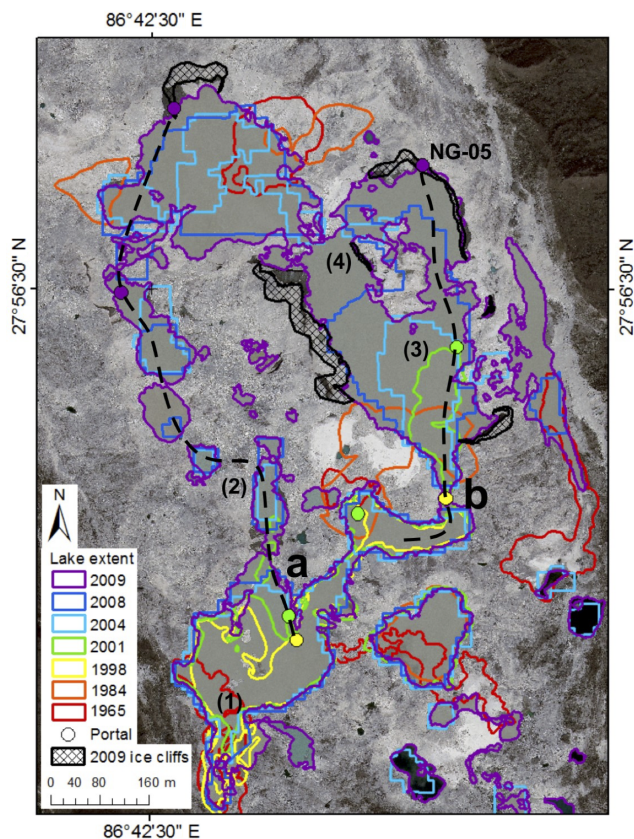 86°42'30" E
NG-05
27°56'30" N
27°56'30" N
(4)
(3)
(2)
b
a
(1)
N
Lake extent
2009
2008
2004
2001
1998
1984
1965
Portal
2009 ice cliffs
0 40 80 160 m
86°42'30" E